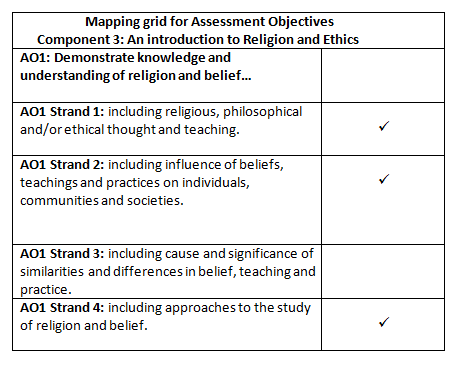 Mapping grid for Assessment Objectives
Component 3: An introduction to Religion and Ethics
AO1: Demonstrate knowledge and
understanding of religion and belief…
AO1 Strand 1: including religious, philosophical
and/or ethical thought and teaching.
✓
AO1 Strand 2: including influence of beliefs,
teachings and practices on individuals,
communities and societies.
✓
AO1 Strand 3: including cause and significance of
similarities and differences in belief, teaching and
practice.
AO1 Strand 4: including approaches to the study
of religion and belief.
✓